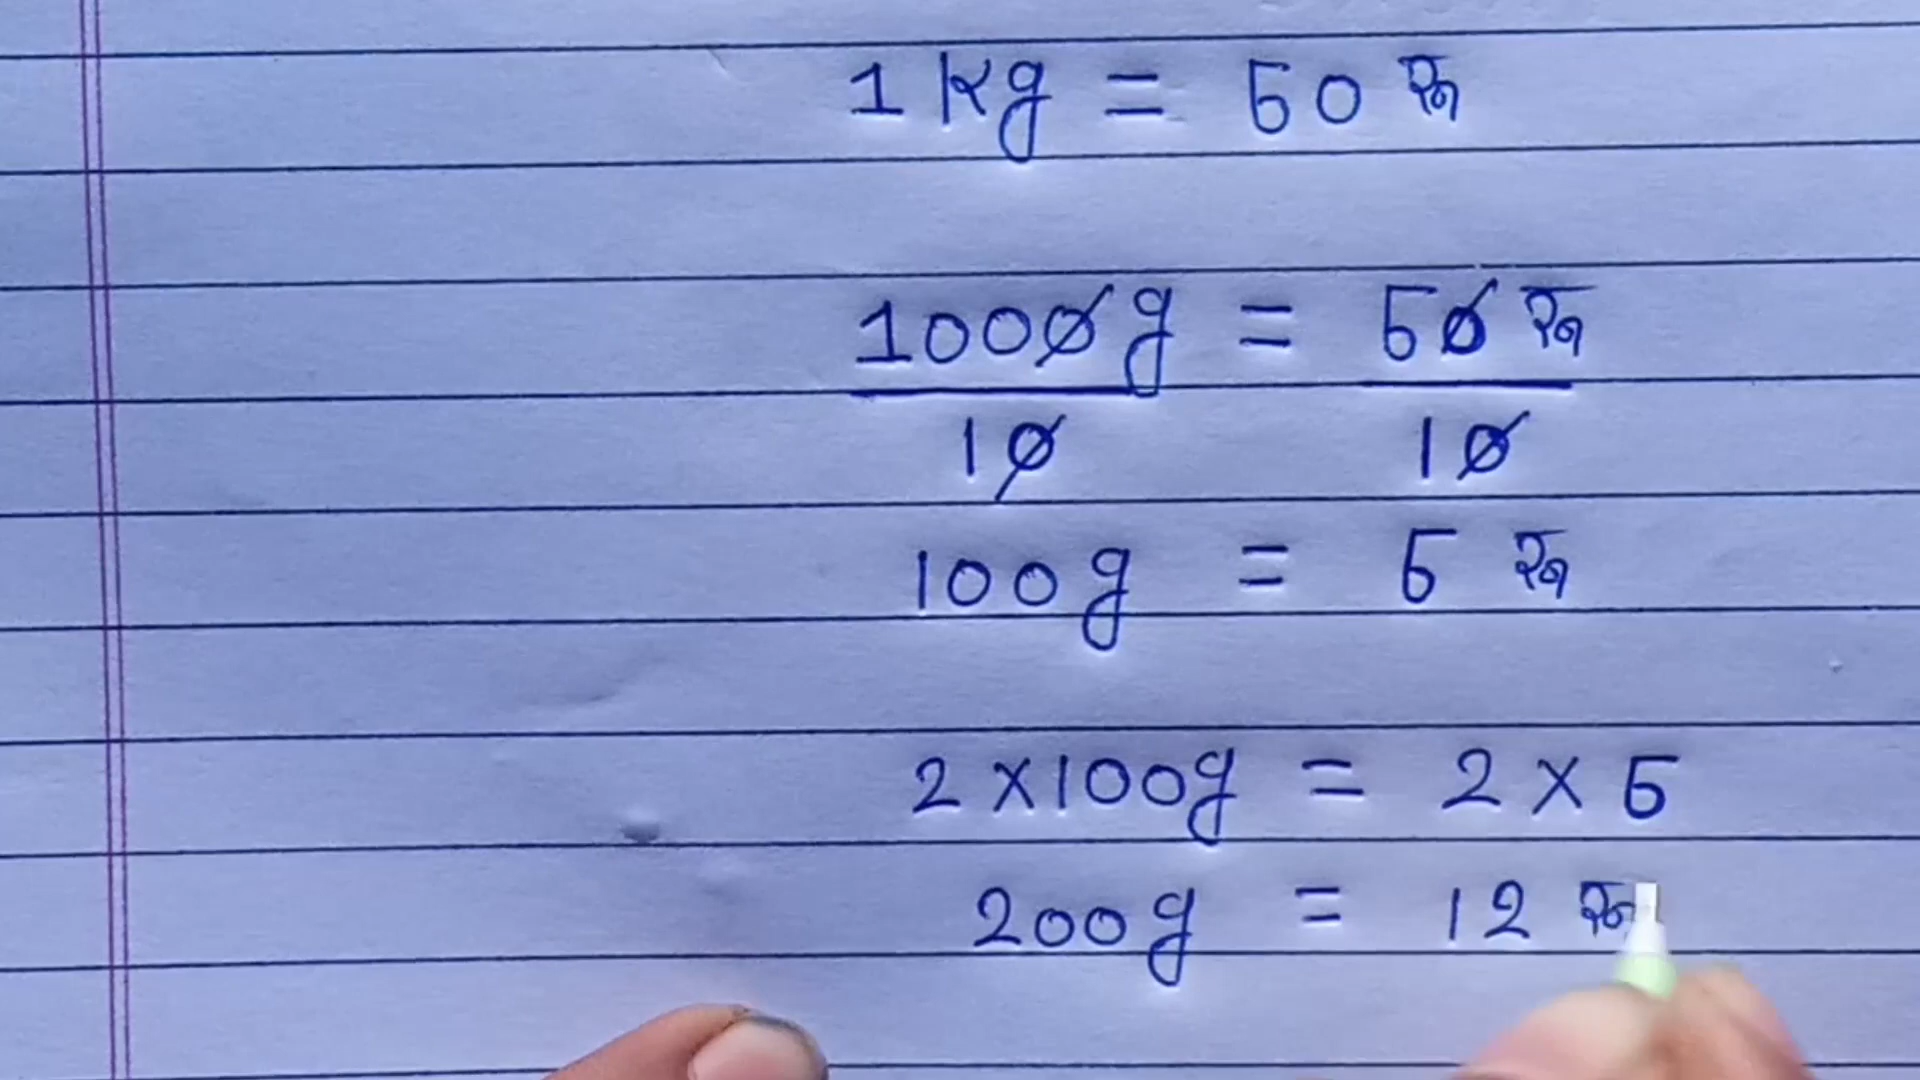 1 kg = 60 रु
1000g = 60 रु
10 10
100g = 6 रु
2 × 100g = 2 × 6
200g = 12 रु